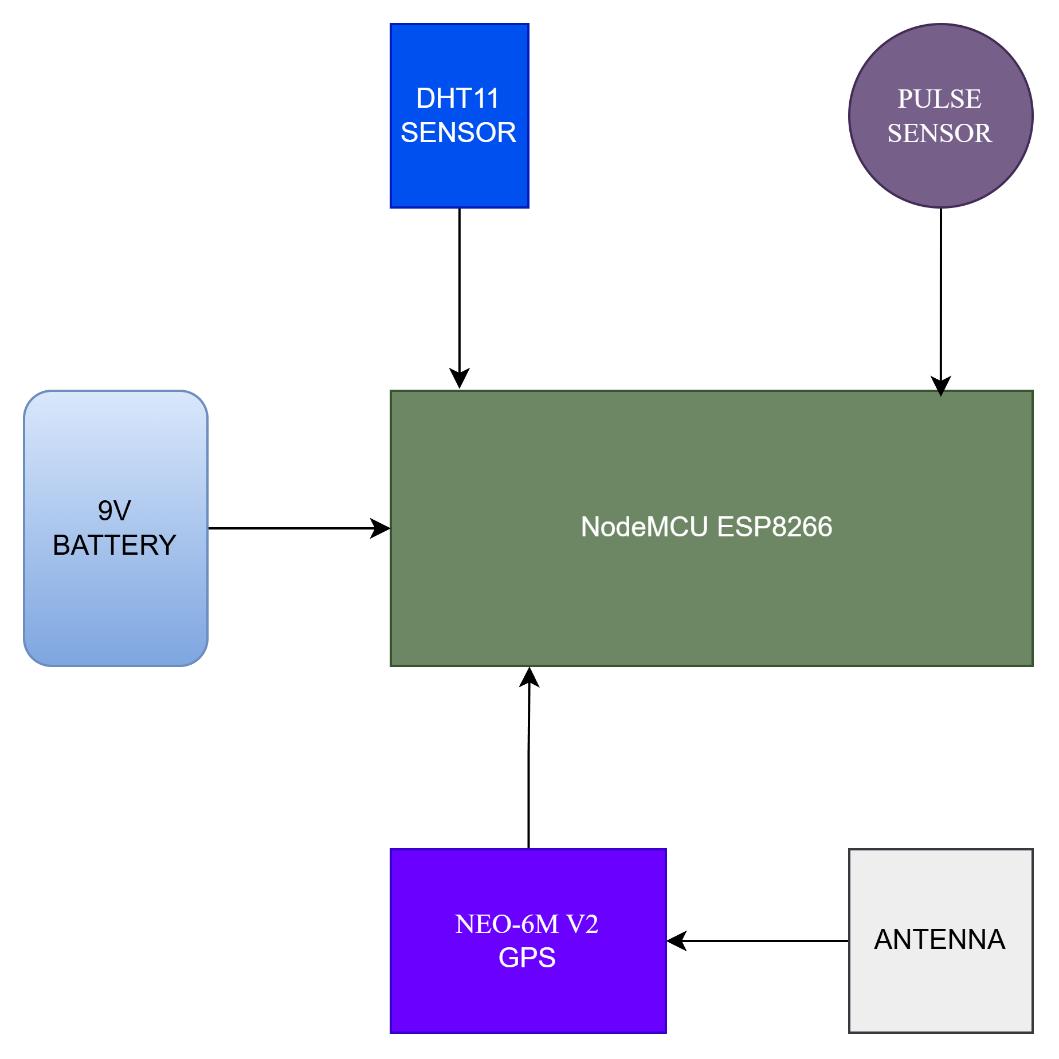 DHT11
SENSOR
PULSE
SENSOR
9V
BATTERY
NodeMCU ESP8266
NEO-6M V2
GPS
ANTENNA